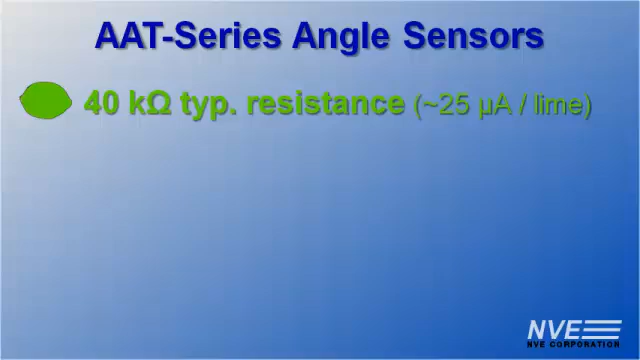 AAT-Series Angle Sensors
40 kΩ typ. resistance (~25 µA / lime)
NVE
NVE CORPORATION